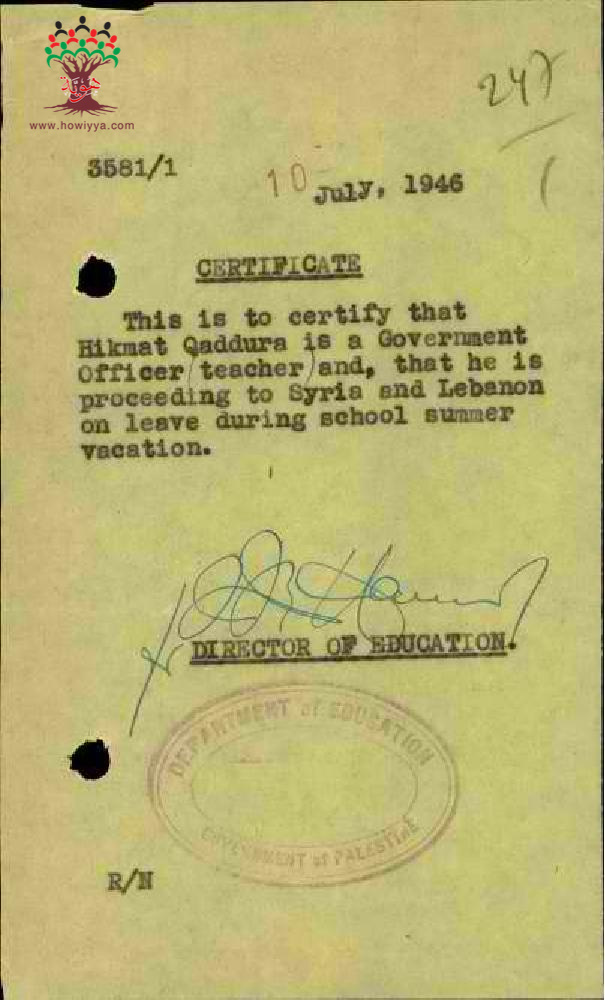 www.howiyya.com
247
3581/1
10 July, 1946
CERTIFICATE
This is to certify that
Hikmat Qaddura is a Government
Officer(teacher)and, that he is
proceeding to Syria and Lebanon
on leave during school summer
vacation.
DIRECTOR OF EDUCATION.
DEPARTMENT of EDUCATION
GOVERNMENT of PALESTINE
R/N